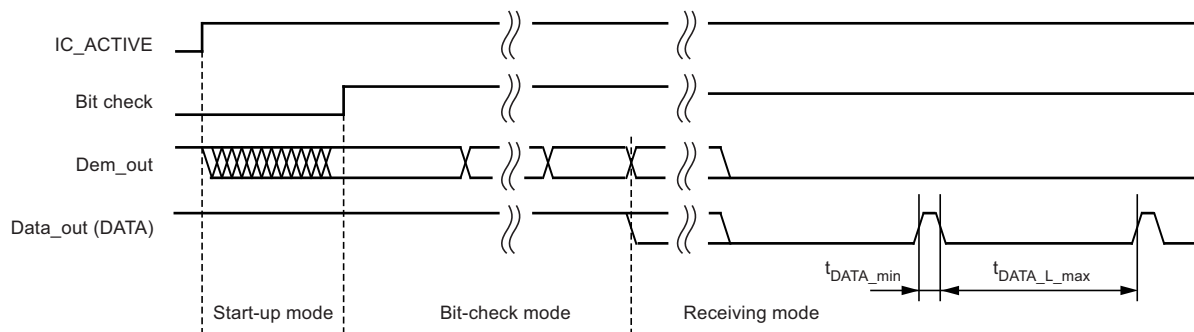 IC_ACTIVE
Bit check
Dem_out
Data_out (DATA)
tDATA_min
tDATA_L_max
Start-up mode
Bit-check mode
Receiving mode